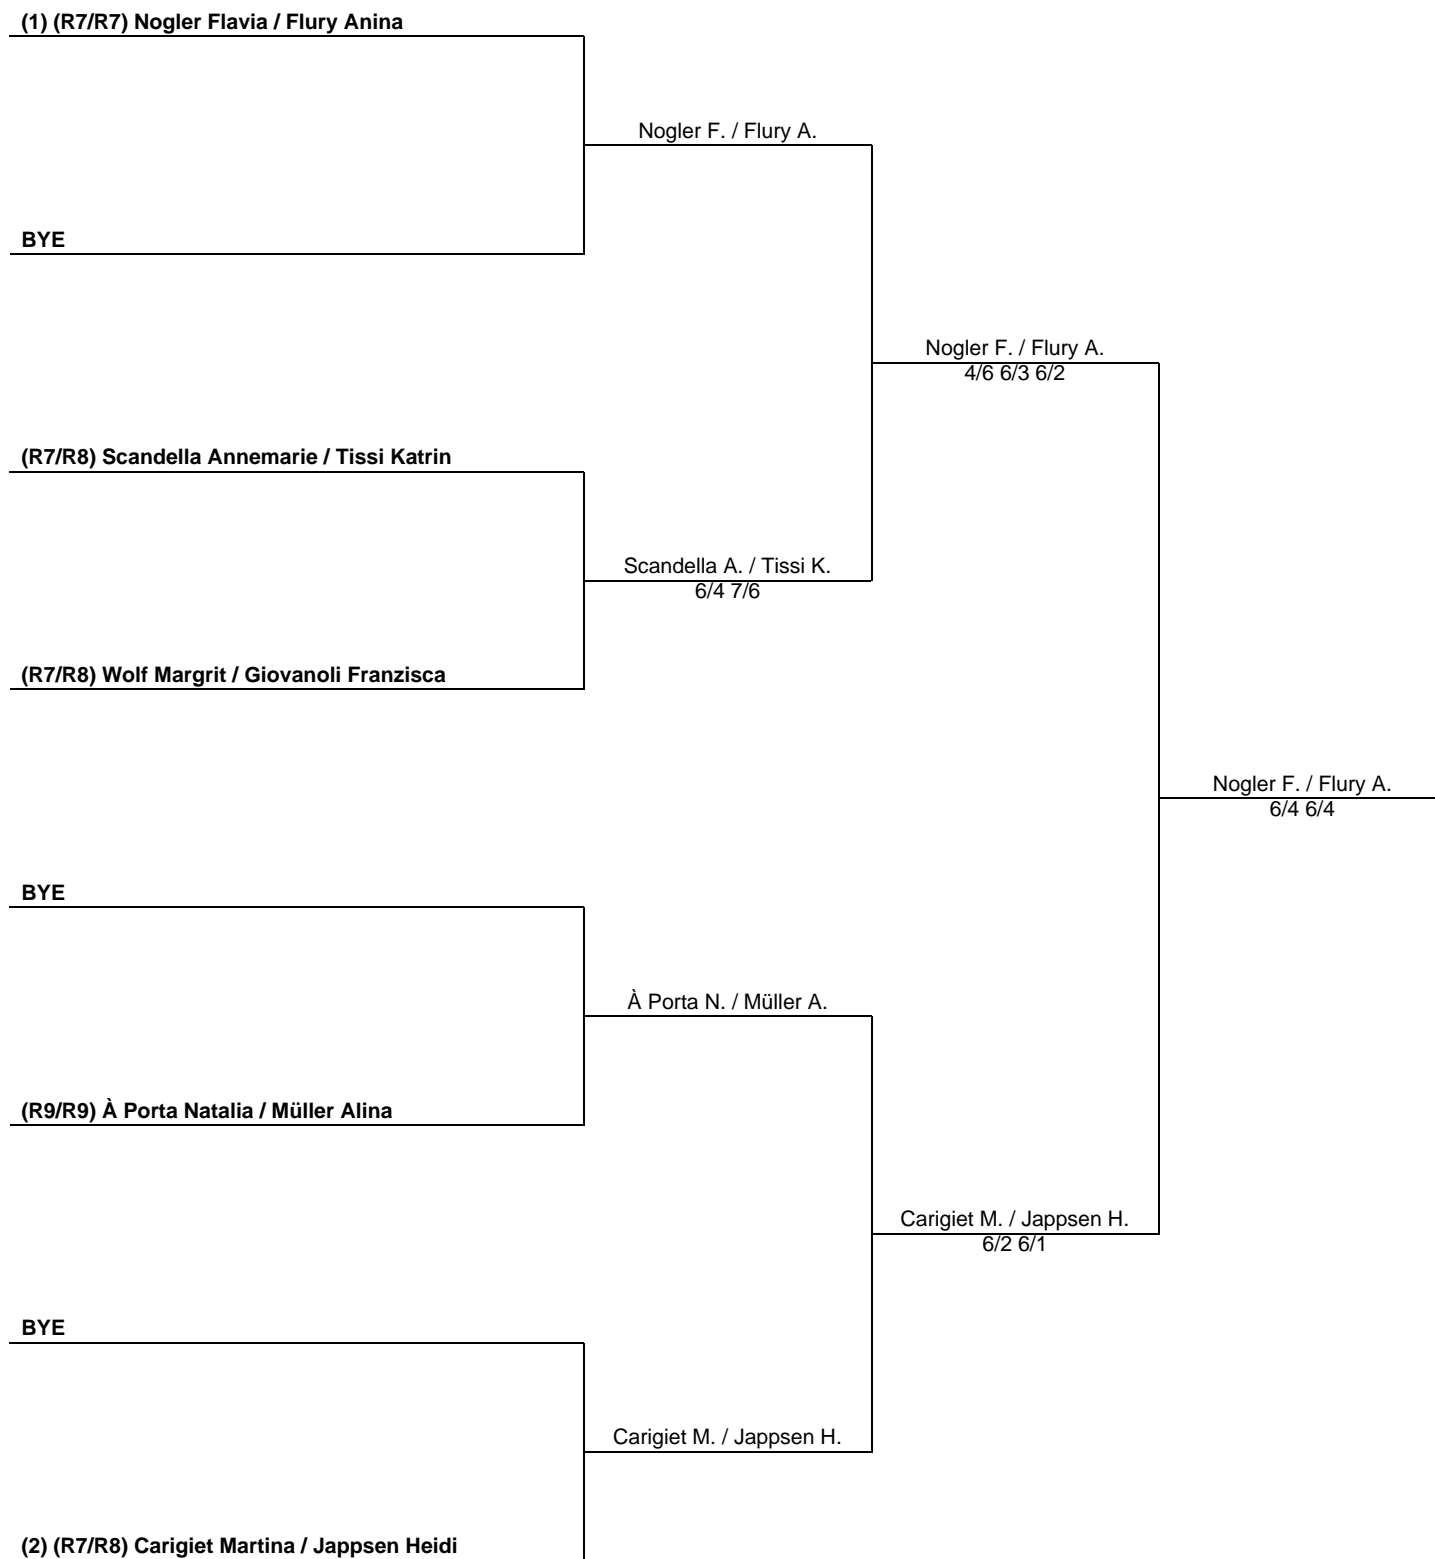 (1) (R7/R7) Nogler Flavia / Flury Anina
Nogler F. / Flury A.
BYE
Nogler F. / Flury A.
4/6 6/3 6/2
(R7/R8) Scandella Annemarie / Tissi Katrin
Scandella A. / Tissi K.
6/4 7/6
(R7/R8) Wolf Margrit / Giovanoli Franzisca
Nogler F. / Flury A.
6/4 6/4
BYE
À Porta N. / Müller A.
(R9/R9) À Porta Natalia / Müller Alina
Carigiet M. / Jappsen H.
6/2 6/1
BYE
Carigiet M. / Jappsen H.
(2) (R7/R8) Carigiet Martina / Jappsen Heidi